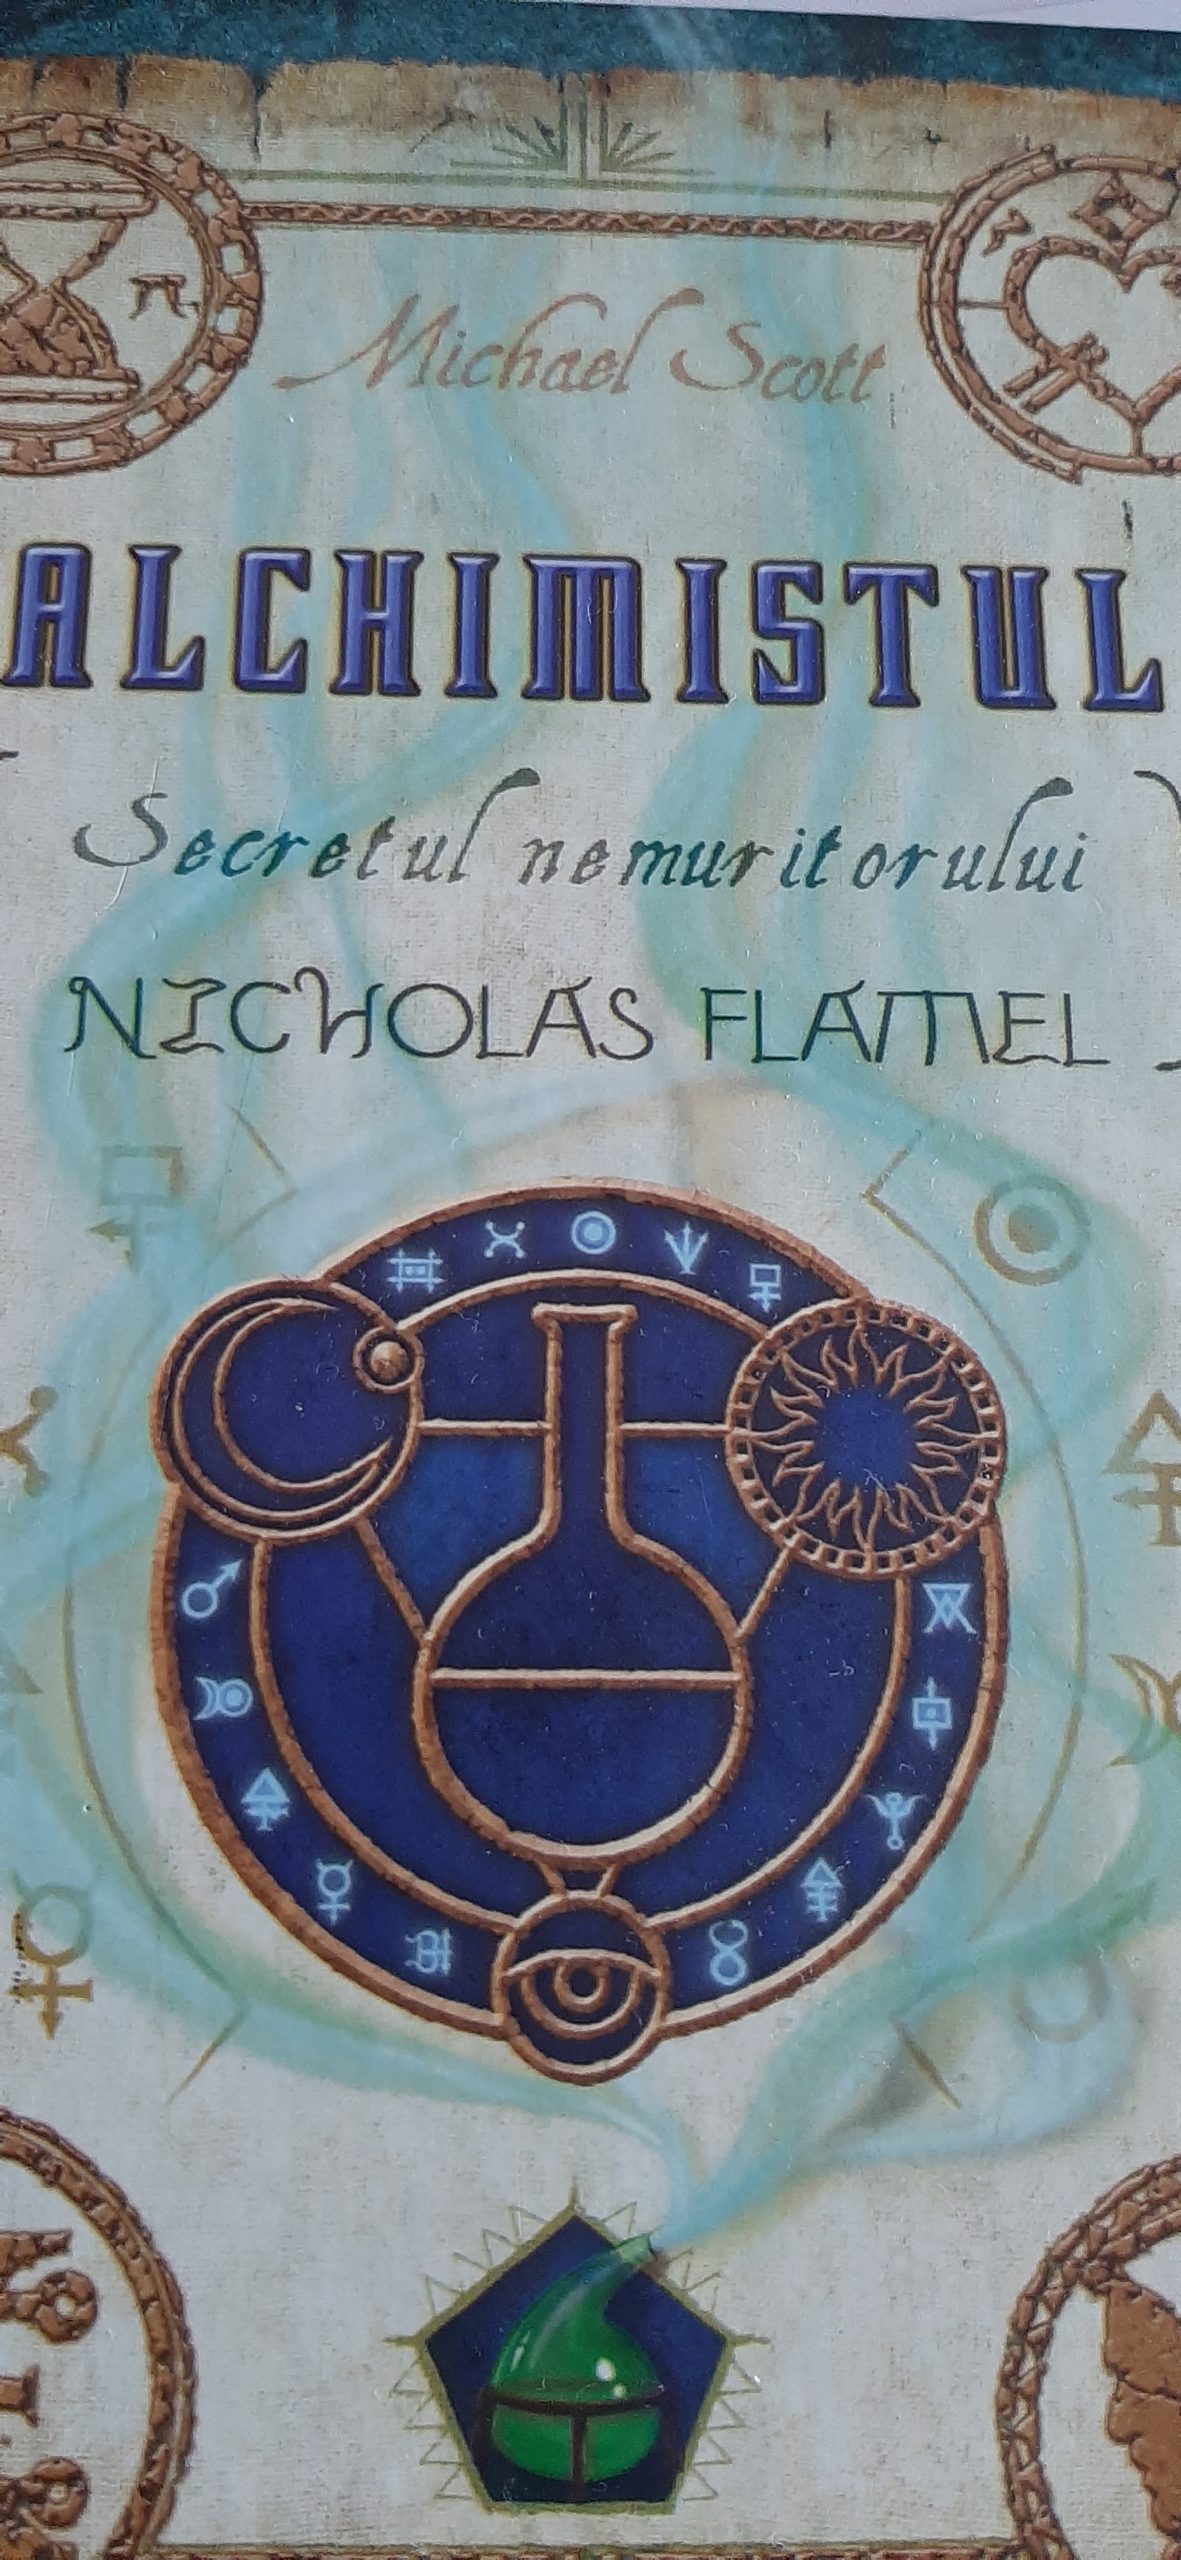 Michael Scott
ALCHIMISTUL
Secretul nemuritorului
NICHOLAS FLAMEL